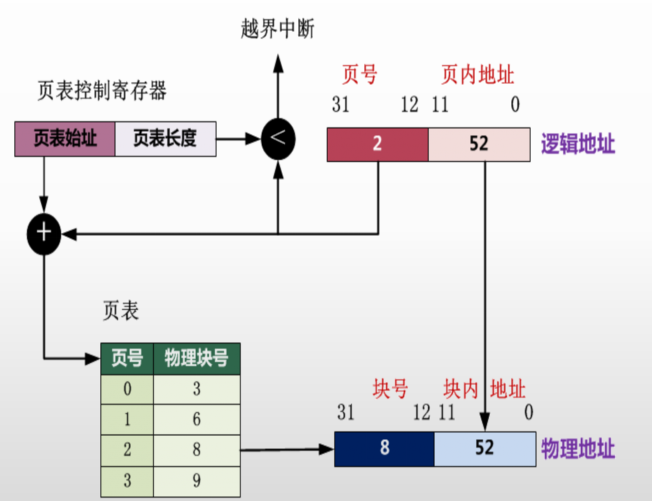 越界中断
页号 页内地址
页表控制寄存器
31 12 11 0
页表始址 页表长度 < 2 52 逻辑地址
+
页表
页号 物理块号
0 3
1 6
2 8
3 9
块号 块内 地址
31 12 11 0
8 52 物理地址